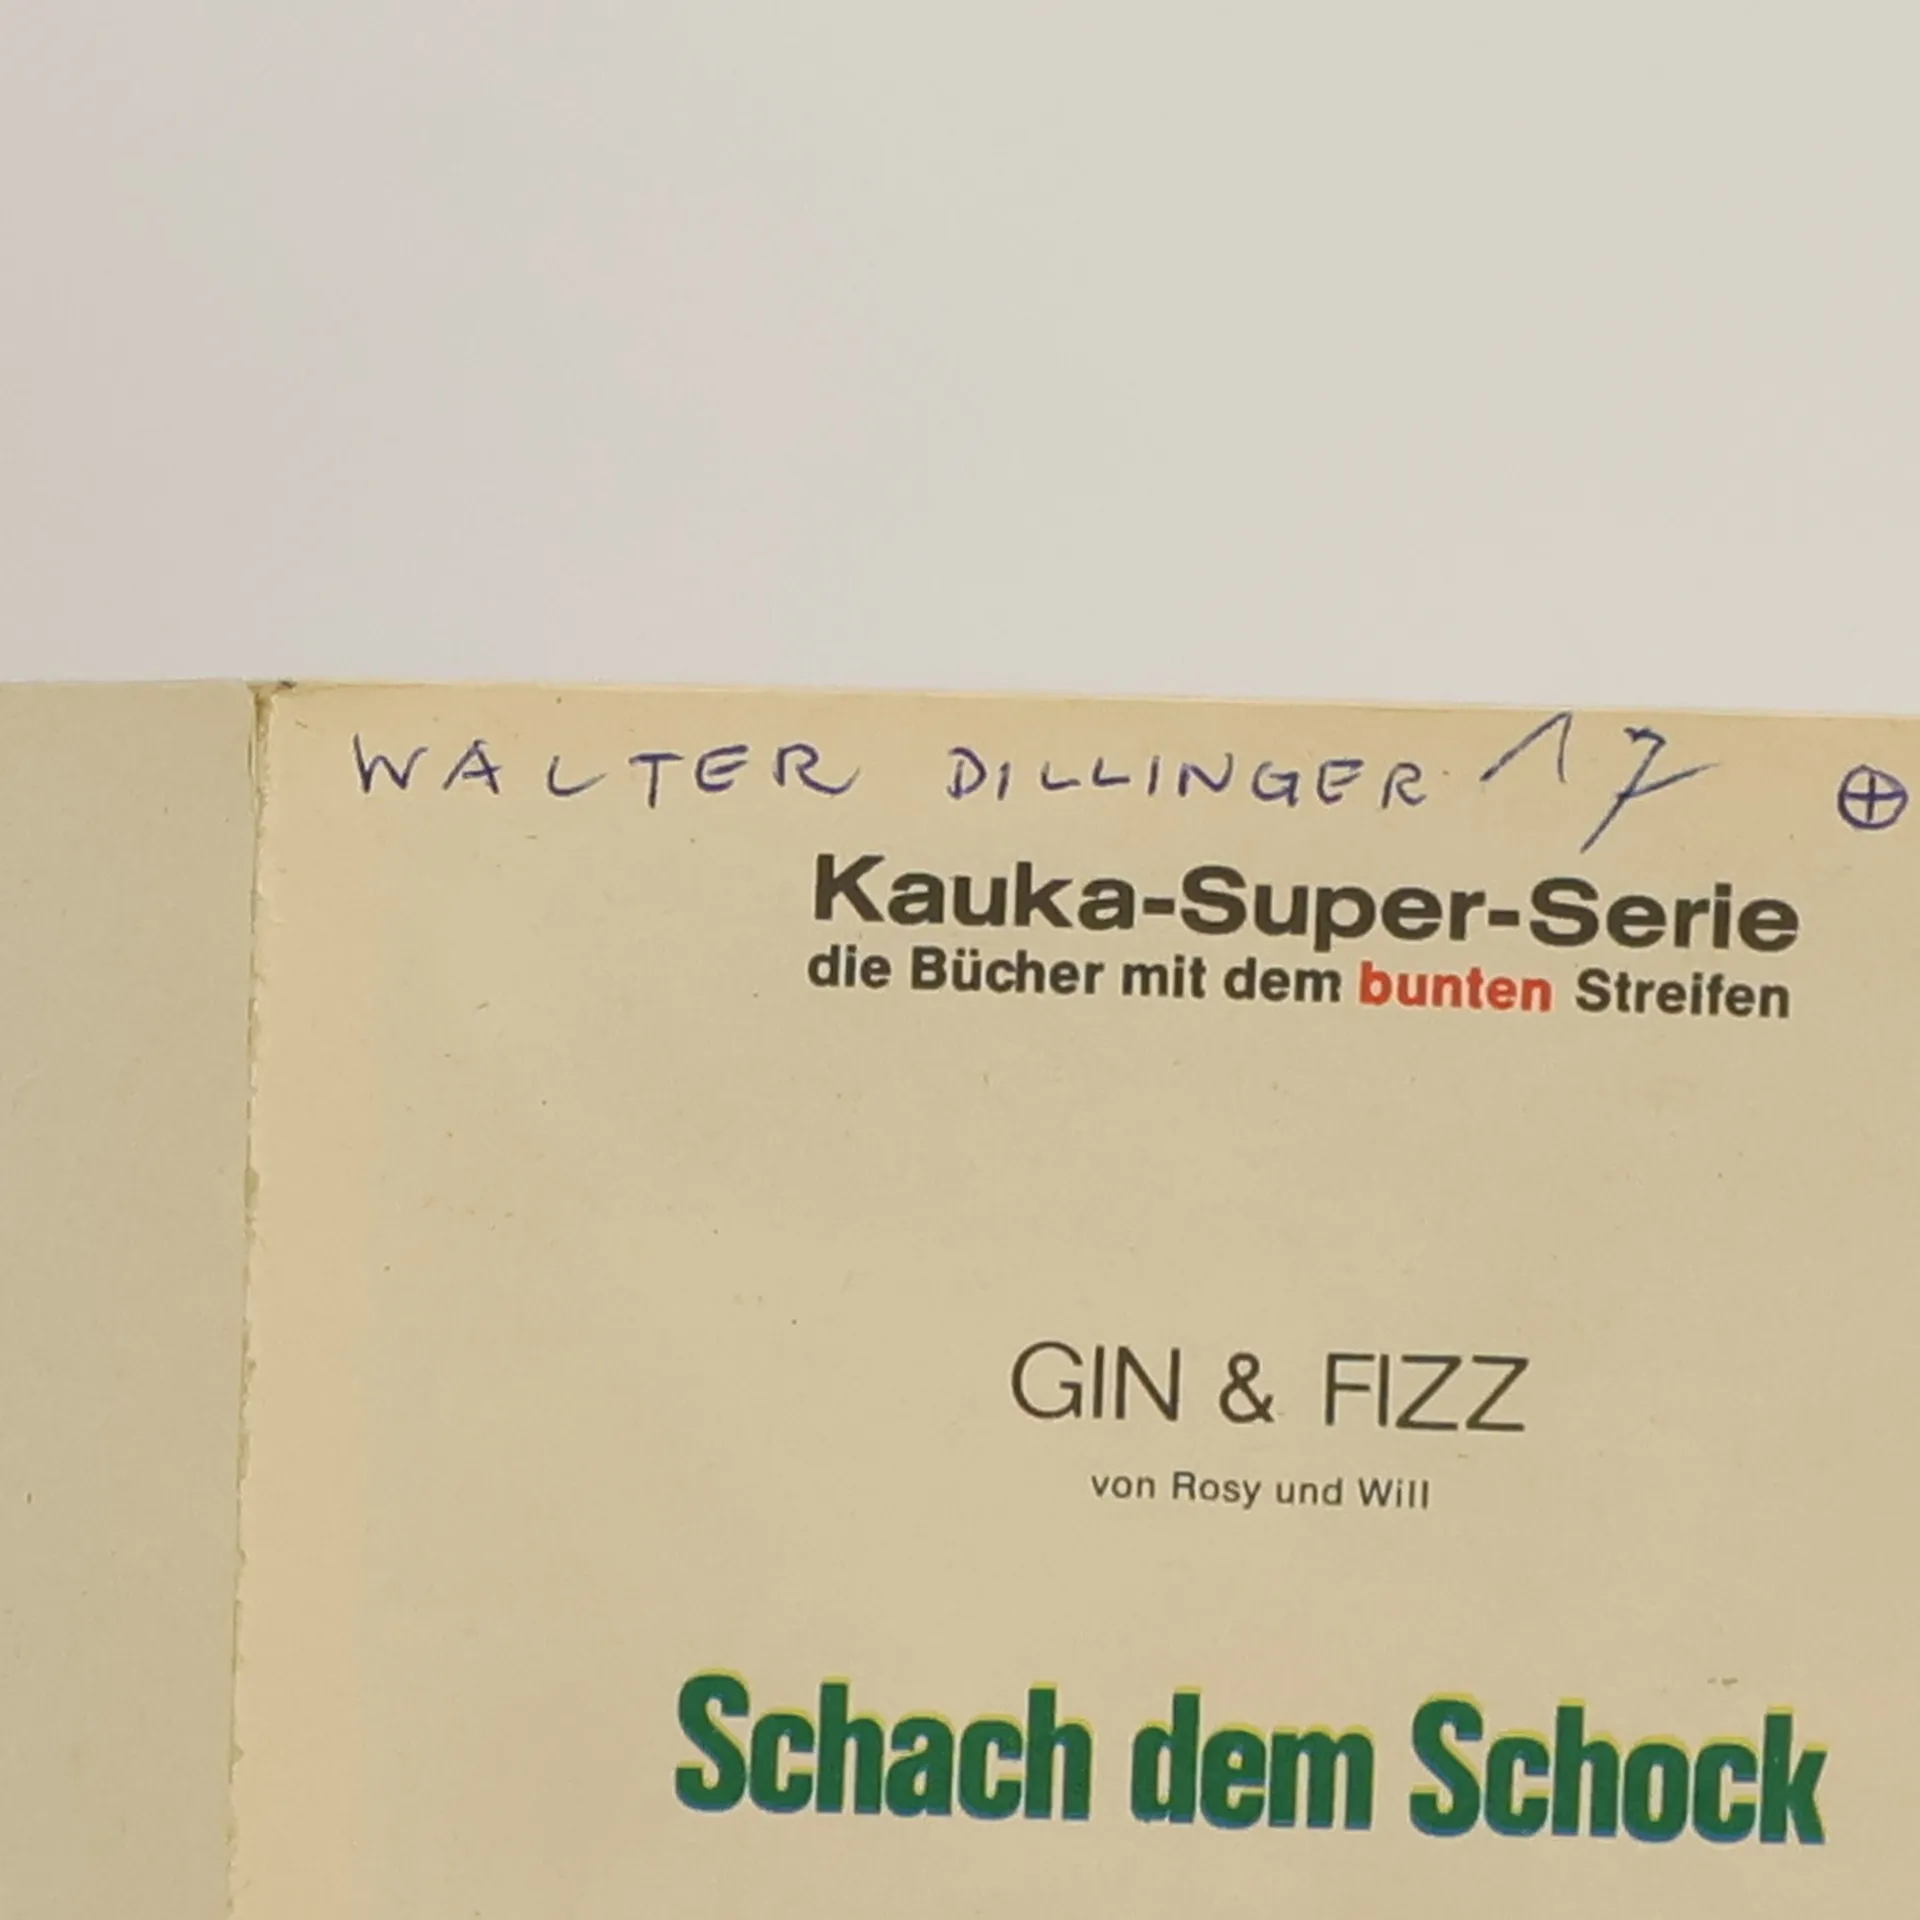 WALTER DILLINGER 17 ⊕
Kauka-Super-Serie
die Bücher mit dem bunten Streifen
GIN & FIZZ
von Rosy und Will
Schach dem Schock